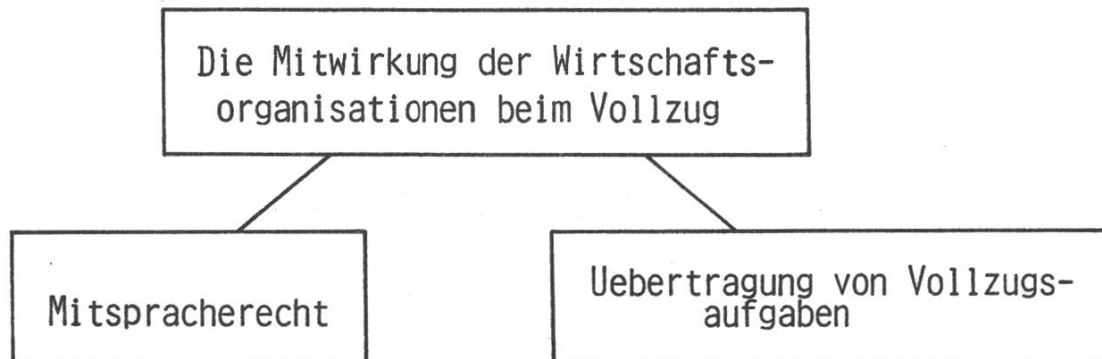 Die Mitwirkung der Wirtschafts-
organisationen beim Vollzug
Mitspracherecht
Uebertragung von Vollzugs-
aufgaben